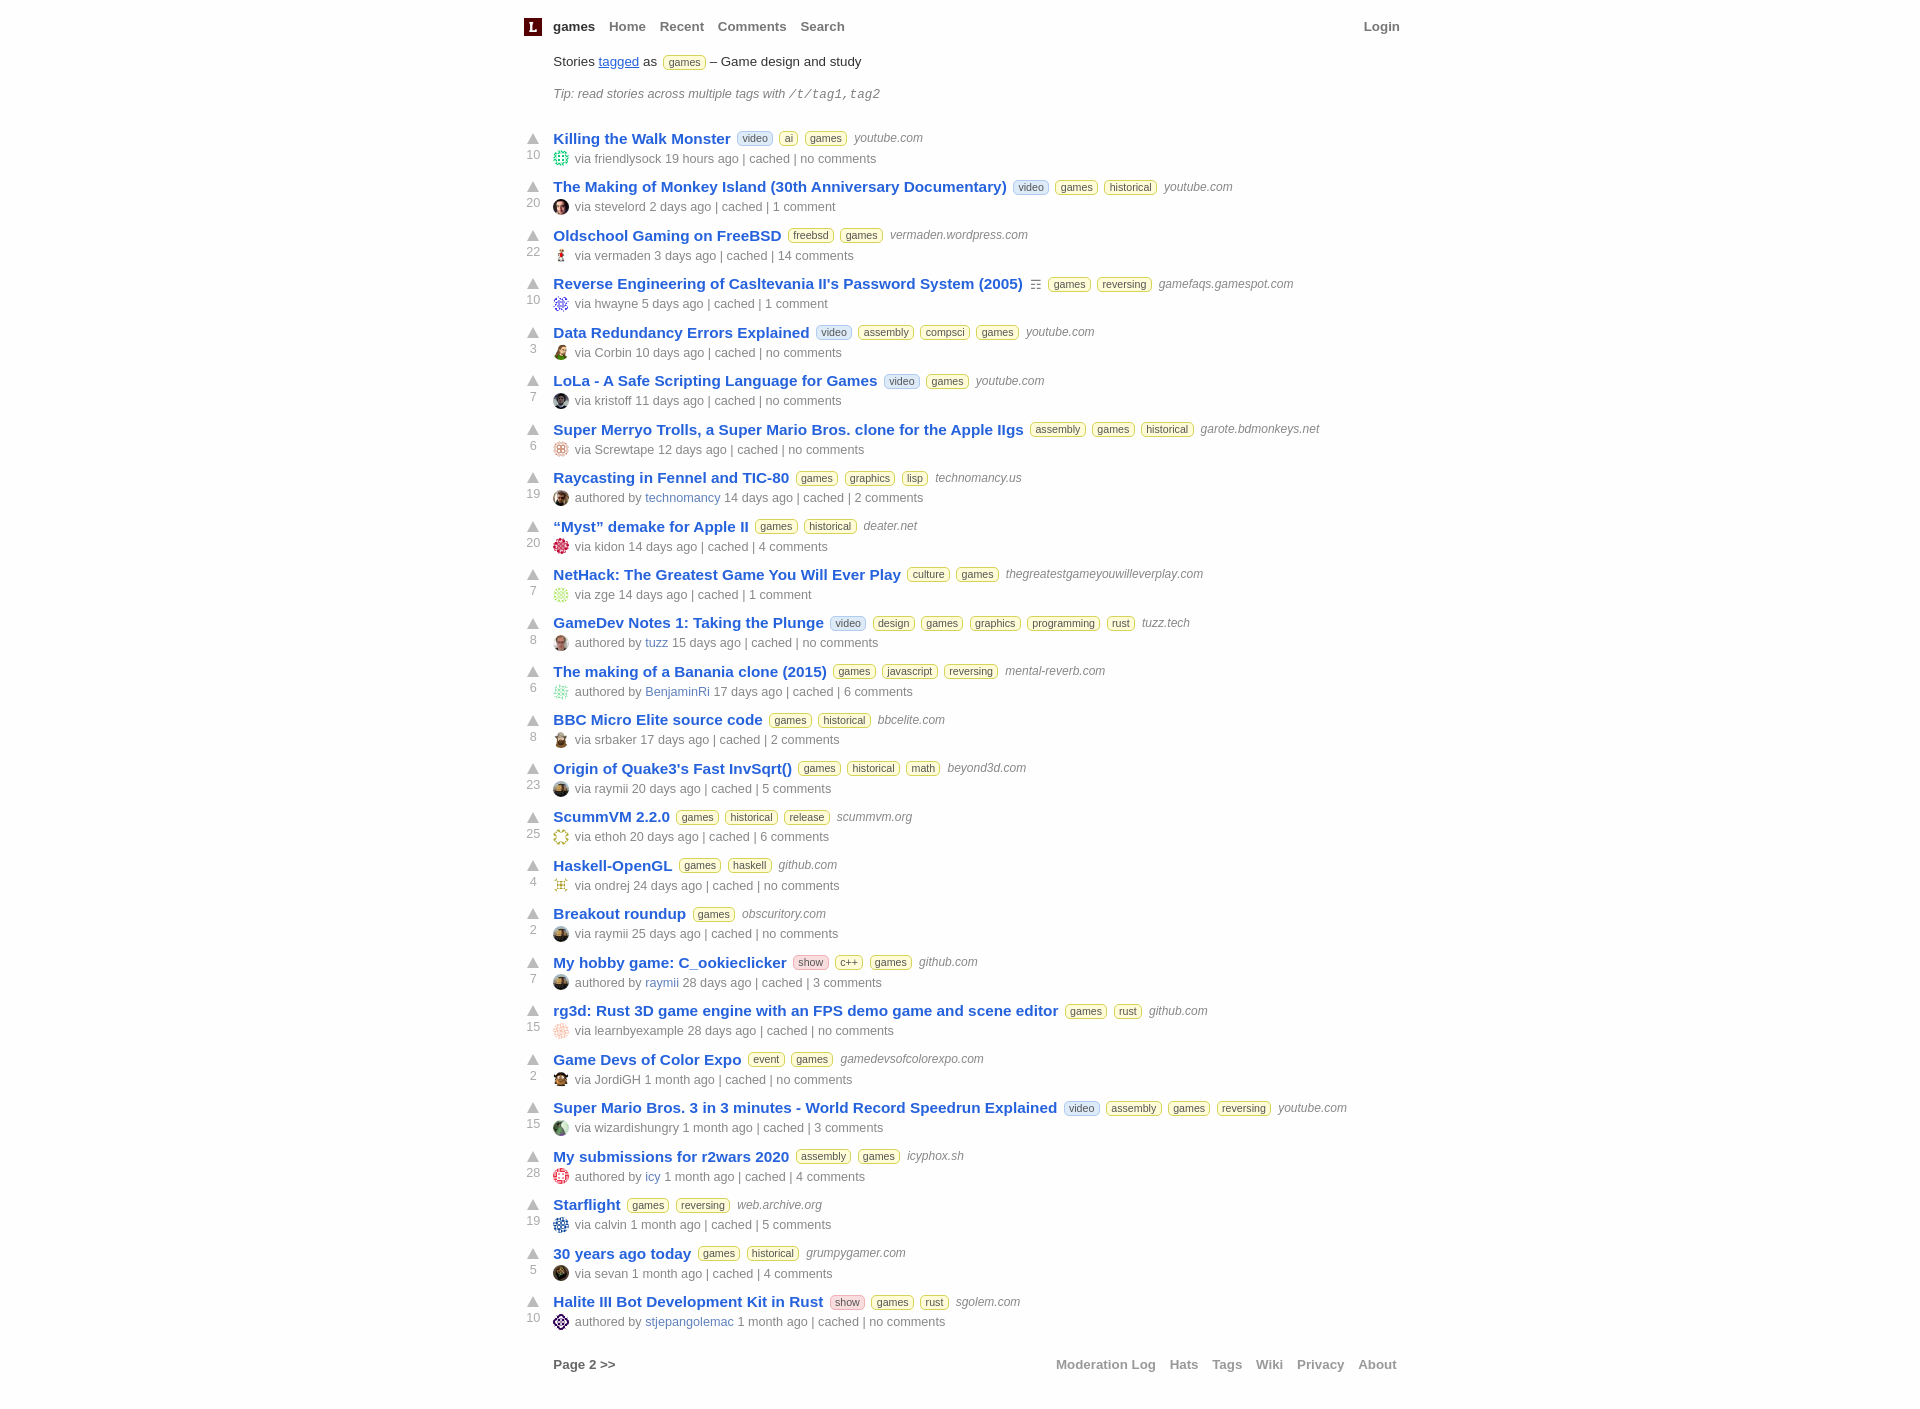 L games Home Recent Comments Search Login
Stories tagged as games – Game design and study
Tip: read stories across multiple tags with /t/tag1,tag2
Killing the Walk Monster video ai games youtube.com
10 via friendlysock 19 hours ago | cached | no comments
The Making of Monkey Island (30th Anniversary Documentary) video games historical youtube.com
20 via stevelord 2 days ago | cached | 1 comment
Oldschool Gaming on FreeBSD freebsd games vermaden.wordpress.com
22 via vermaden 3 days ago | cached | 14 comments
Reverse Engineering of Casltevania II's Password System (2005) ☶ games reversing gamefaqs.gamespot.com
10 via hwayne 5 days ago | cached | 1 comment
Data Redundancy Errors Explained video assembly compsci games youtube.com
3 via Corbin 10 days ago | cached | no comments
LoLa - A Safe Scripting Language for Games video games youtube.com
7 via kristoff 11 days ago | cached | no comments
Super Merryo Trolls, a Super Mario Bros. clone for the Apple IIgs assembly games historical garote.bdmonkeys.net
6 via Screwtape 12 days ago | cached | no comments
Raycasting in Fennel and TIC-80 games graphics lisp technomancy.us
19 authored by technomancy 14 days ago | cached | 2 comments
“Myst” demake for Apple II games historical deater.net
20 via kidon 14 days ago | cached | 4 comments
NetHack: The Greatest Game You Will Ever Play culture games thegreatestgameyouwilleverplay.com
7 via zge 14 days ago | cached | 1 comment
GameDev Notes 1: Taking the Plunge video design games graphics programming rust tuzz.tech
8 authored by tuzz 15 days ago | cached | no comments
The making of a Banania clone (2015) games javascript reversing mental-reverb.com
6 authored by BenjaminRi 17 days ago | cached | 6 comments
BBC Micro Elite source code games historical bbcelite.com
8 via srbaker 17 days ago | cached | 2 comments
Origin of Quake3's Fast InvSqrt() games historical math beyond3d.com
23 via raymii 20 days ago | cached | 5 comments
ScummVM 2.2.0 games historical release scummvm.org
25 via ethoh 20 days ago | cached | 6 comments
Haskell-OpenGL games haskell github.com
4 via ondrej 24 days ago | cached | no comments
Breakout roundup games obscuritory.com
2 via raymii 25 days ago | cached | no comments
My hobby game: C_ookieclicker show c++ games github.com
7 authored by raymii 28 days ago | cached | 3 comments
rg3d: Rust 3D game engine with an FPS demo game and scene editor games rust github.com
15 via learnbyexample 28 days ago | cached | no comments
Game Devs of Color Expo event games gamedevsofcolorexpo.com
2 via JordiGH 1 month ago | cached | no comments
Super Mario Bros. 3 in 3 minutes - World Record Speedrun Explained video assembly games reversing youtube.com
15 via wizardishungry 1 month ago | cached | 3 comments
My submissions for r2wars 2020 assembly games icyphox.sh
28 authored by icy 1 month ago | cached | 4 comments
Starflight games reversing web.archive.org
19 via calvin 1 month ago | cached | 5 comments
30 years ago today games historical grumpygamer.com
5 via sevan 1 month ago | cached | 4 comments
Halite III Bot Development Kit in Rust show games rust sgolem.com
10 authored by stjepangolemac 1 month ago | cached | no comments
Page 2 >> Moderation Log Hats Tags Wiki Privacy About